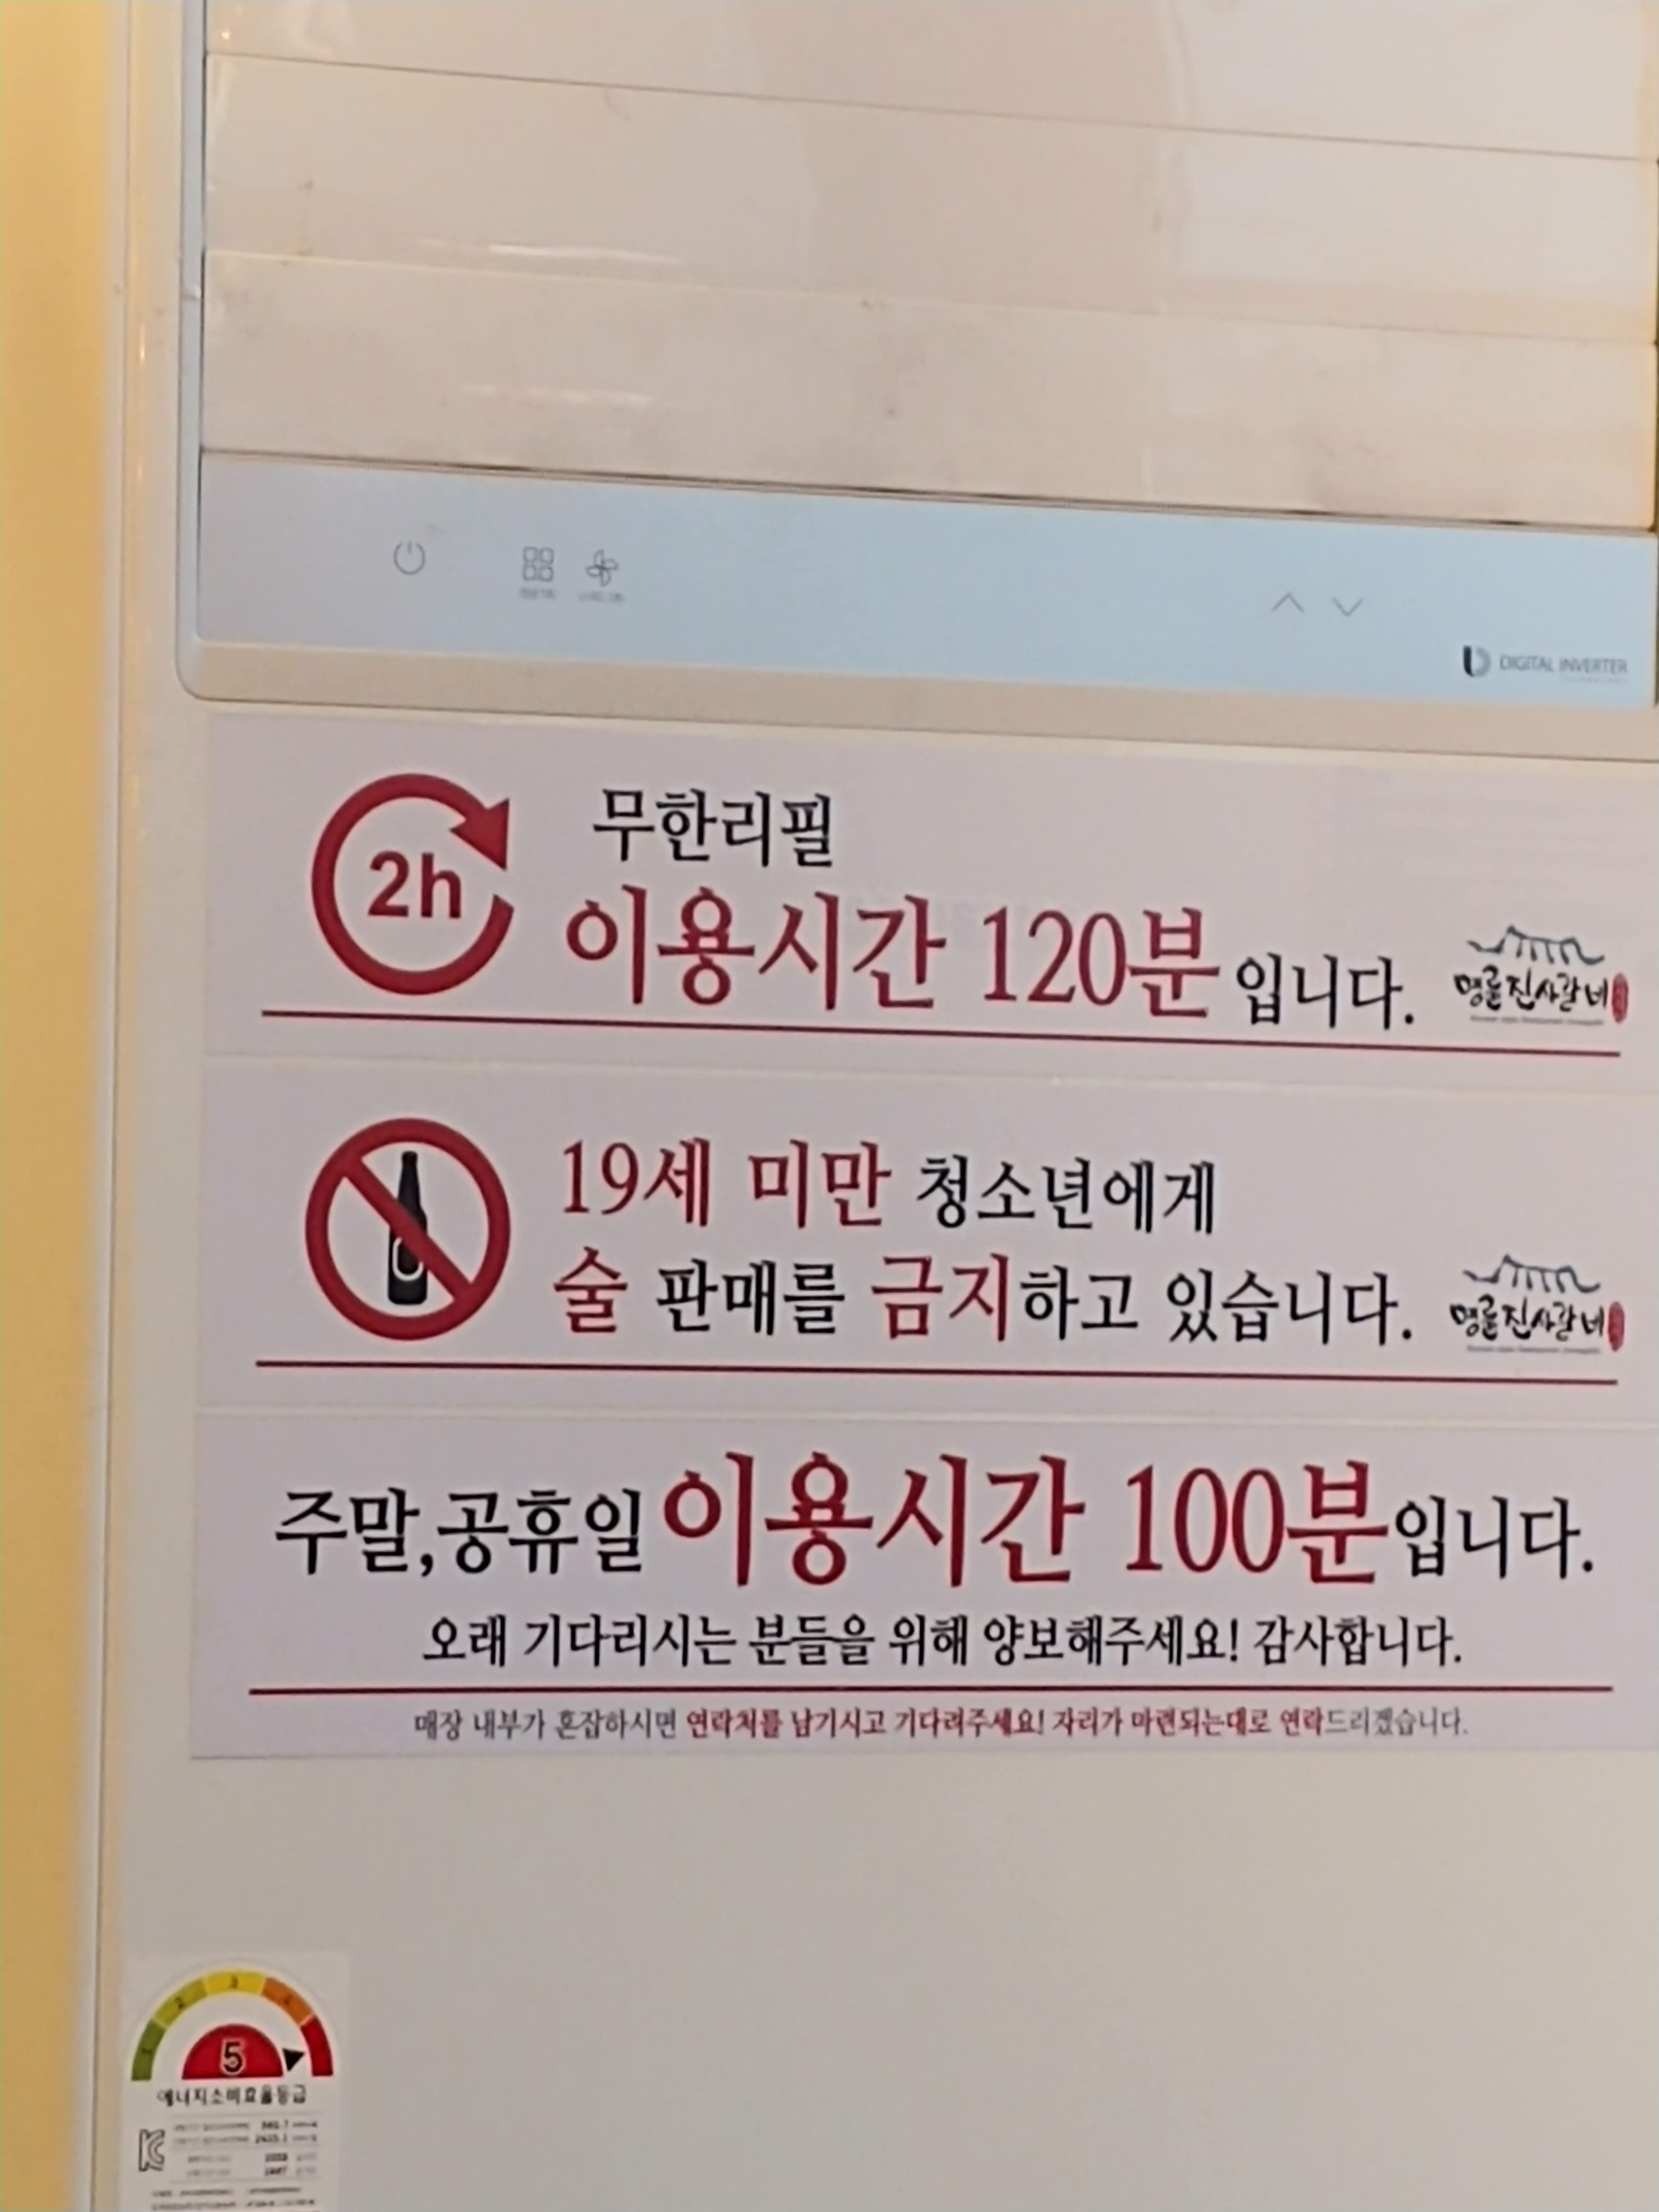 DIGITAL INVERTER
2h
무한리필
이용시간 120분 입니다.
명륜진사갈비
19세 미만 청소년에게
술 판매를 금지하고 있습니다.
명륜진사갈비
주말,공휴일 이용시간 100분입니다.
오래 기다리시는 분들을 위해 양보해주세요! 감사합니다.
매장 내부가 혼잡하시면 연락처를 남기시고 기다려주세요! 자리가 마련되는대로 연락드리겠습니다.
1 2 3 4
5
에너지소비효율등급